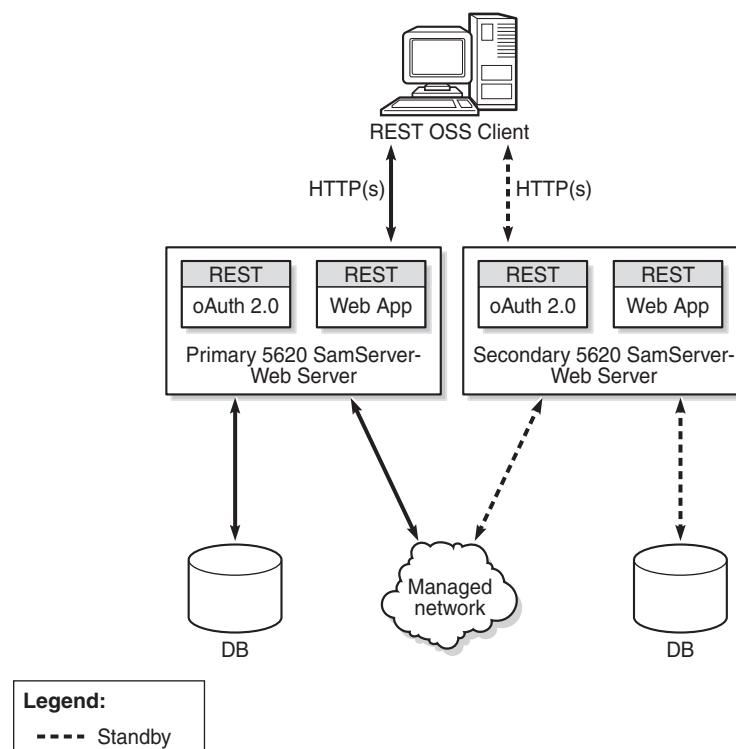 REST OSS Client
HTTP(s)
HTTP(s)
REST
oAuth 2.0
REST
Web App
Primary 5620 SamServer-
Web Server
REST
oAuth 2.0
REST
Web App
Secondary 5620 SamServer-
Web Server
Managed
network
DB
DB
Legend:
Standby